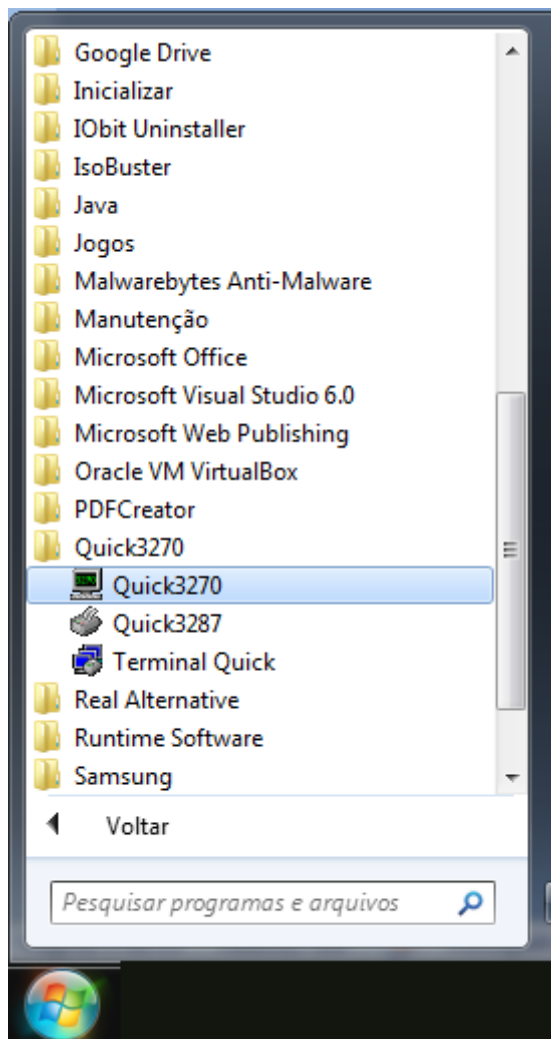 Google Drive
Inicializar
IObit Uninstaller
IsoBuster
Java
Jogos
Malwarebytes Anti-Malware
Manutenção
Microsoft Office
Microsoft Visual Studio 6.0
Microsoft Web Publishing
Oracle VM VirtualBox
PDFCreator
Quick3270
Quick3270
Quick3287
Terminal Quick
Real Alternative
Runtime Software
Samsung
Voltar
Pesquisar programas e arquivos